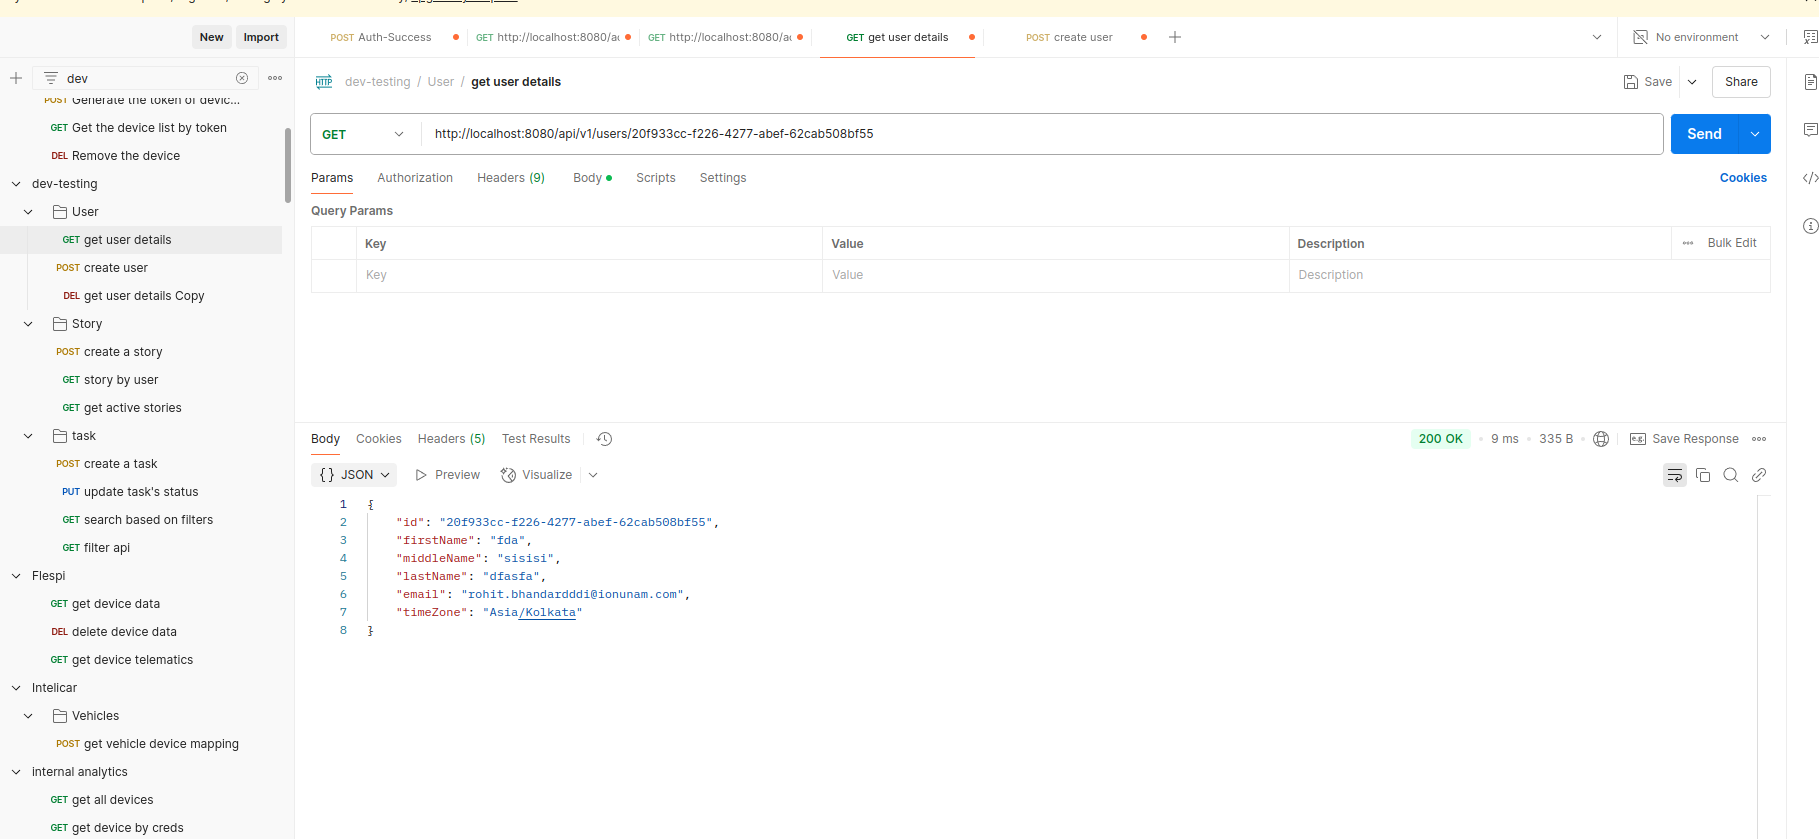 New Import
POST Auth-Success
GET http://localhost:8080/a
GET http://localhost:8080/a
GET get user details
POST create user
No environment
dev
POST Generate the token of devic...
GET Get the device list by token
DEL Remove the device
dev-testing
User
GET get user details
POST create user
DEL get user details Copy
Story
POST create a story
GET story by user
GET get active stories
task
POST create a task
PUT update task's status
GET search based on filters
GET filter api
Flespi
GET get device data
DEL delete device data
GET get device telematics
Intelicar
Vehicles
POST get vehicle device mapping
internal analytics
GET get all devices
GET get device by creds
HTTP dev-testing / User / get user details
Save Share
GET http://localhost:8080/api/v1/users/20f933cc-f226-4277-abef-62cab508bf55 Send
Params Authorization Headers (9) Body Scripts Settings Cookies
Query Params
Key Value Description Bulk Edit
Key Value Description
Body Cookies Headers (5) Test Results 200 OK 9 ms 335 B e.g. Save Response
{} JSON Preview Visualize
1 {
2 "id": "20f933cc-f226-4277-abef-62cab508bf55",
3 "firstName": "fda",
4 "middleName": "sisisi",
5 "lastName": "dfasfa",
6 "email": "rohit.bhandardddi@ionunam.com",
7 "timeZone": "Asia/Kolkata"
8 }